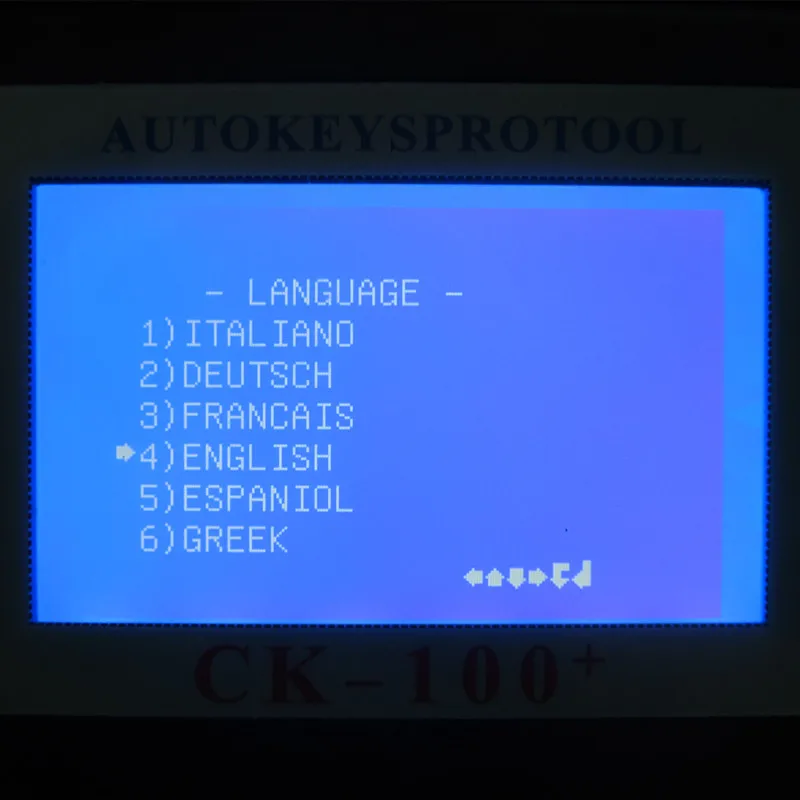 AUTOKEYSPROTOOL
- LANGUAGE -
1)ITALIANO
2)DEUTSCH
3)FRANCAIS
4)ENGLISH
5)ESPANIOL
6)GREEK
CK-100+